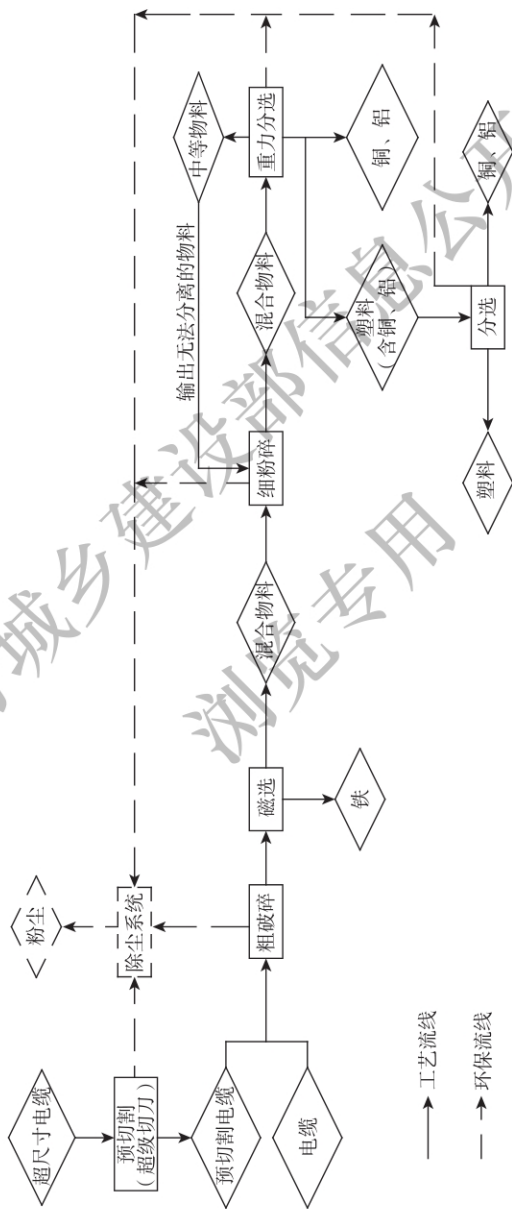 超尺寸电缆
预切割
（超级切刀）
预切割电缆
电缆
粉尘
除尘系统
粗破碎
磁选
铁
混合物料
细粉碎
输出无法分离的物料
混合物料
中等物料
重力分选
铜、铝
塑料
（含铜、铝）
分选
塑料
铜、铝
工艺流线
环保流线
城乡建设部信息公开
浏览专用